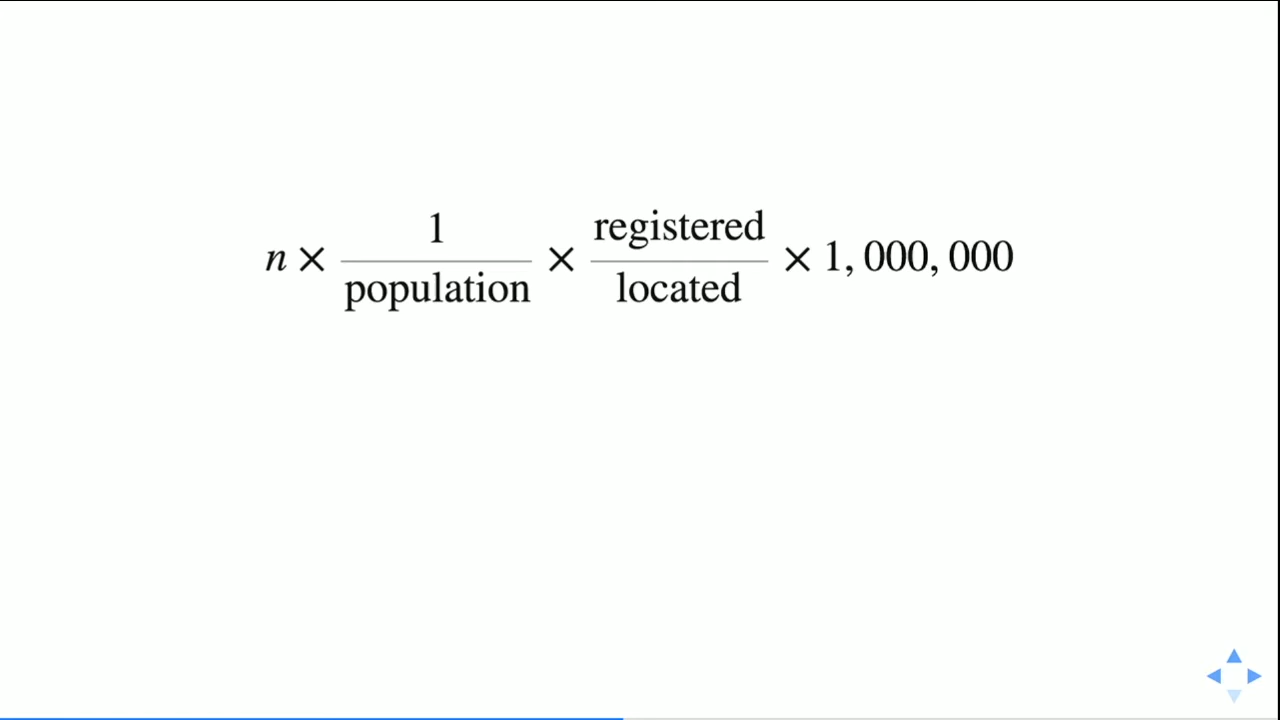 n × 1/population × registered/located × 1,000,000